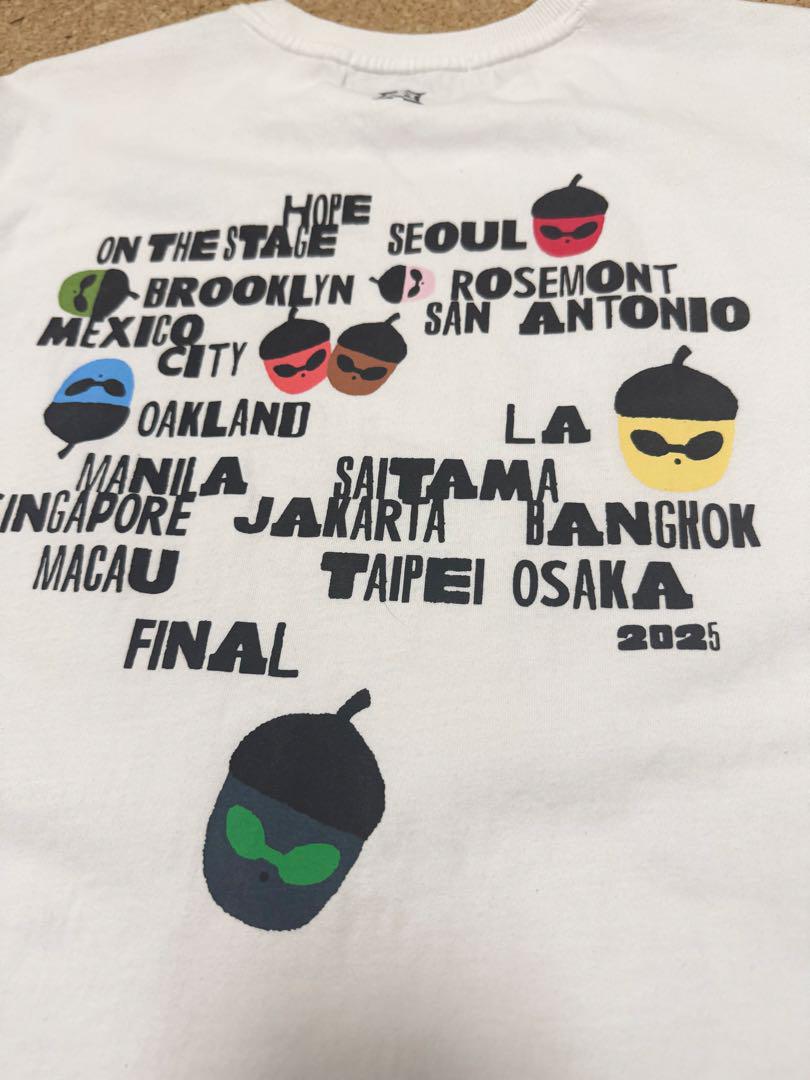 HOPE
ON THE STAGE SEOUL
BROOKLYN ROSEMONT
MEXICO SAN ANTONIO
CITY
OAKLAND LA
MANILA SAITAMA
SINGAPORE JAKARTA BANGKOK
MACAU TAIPEI OSAKA
FINAL 2025